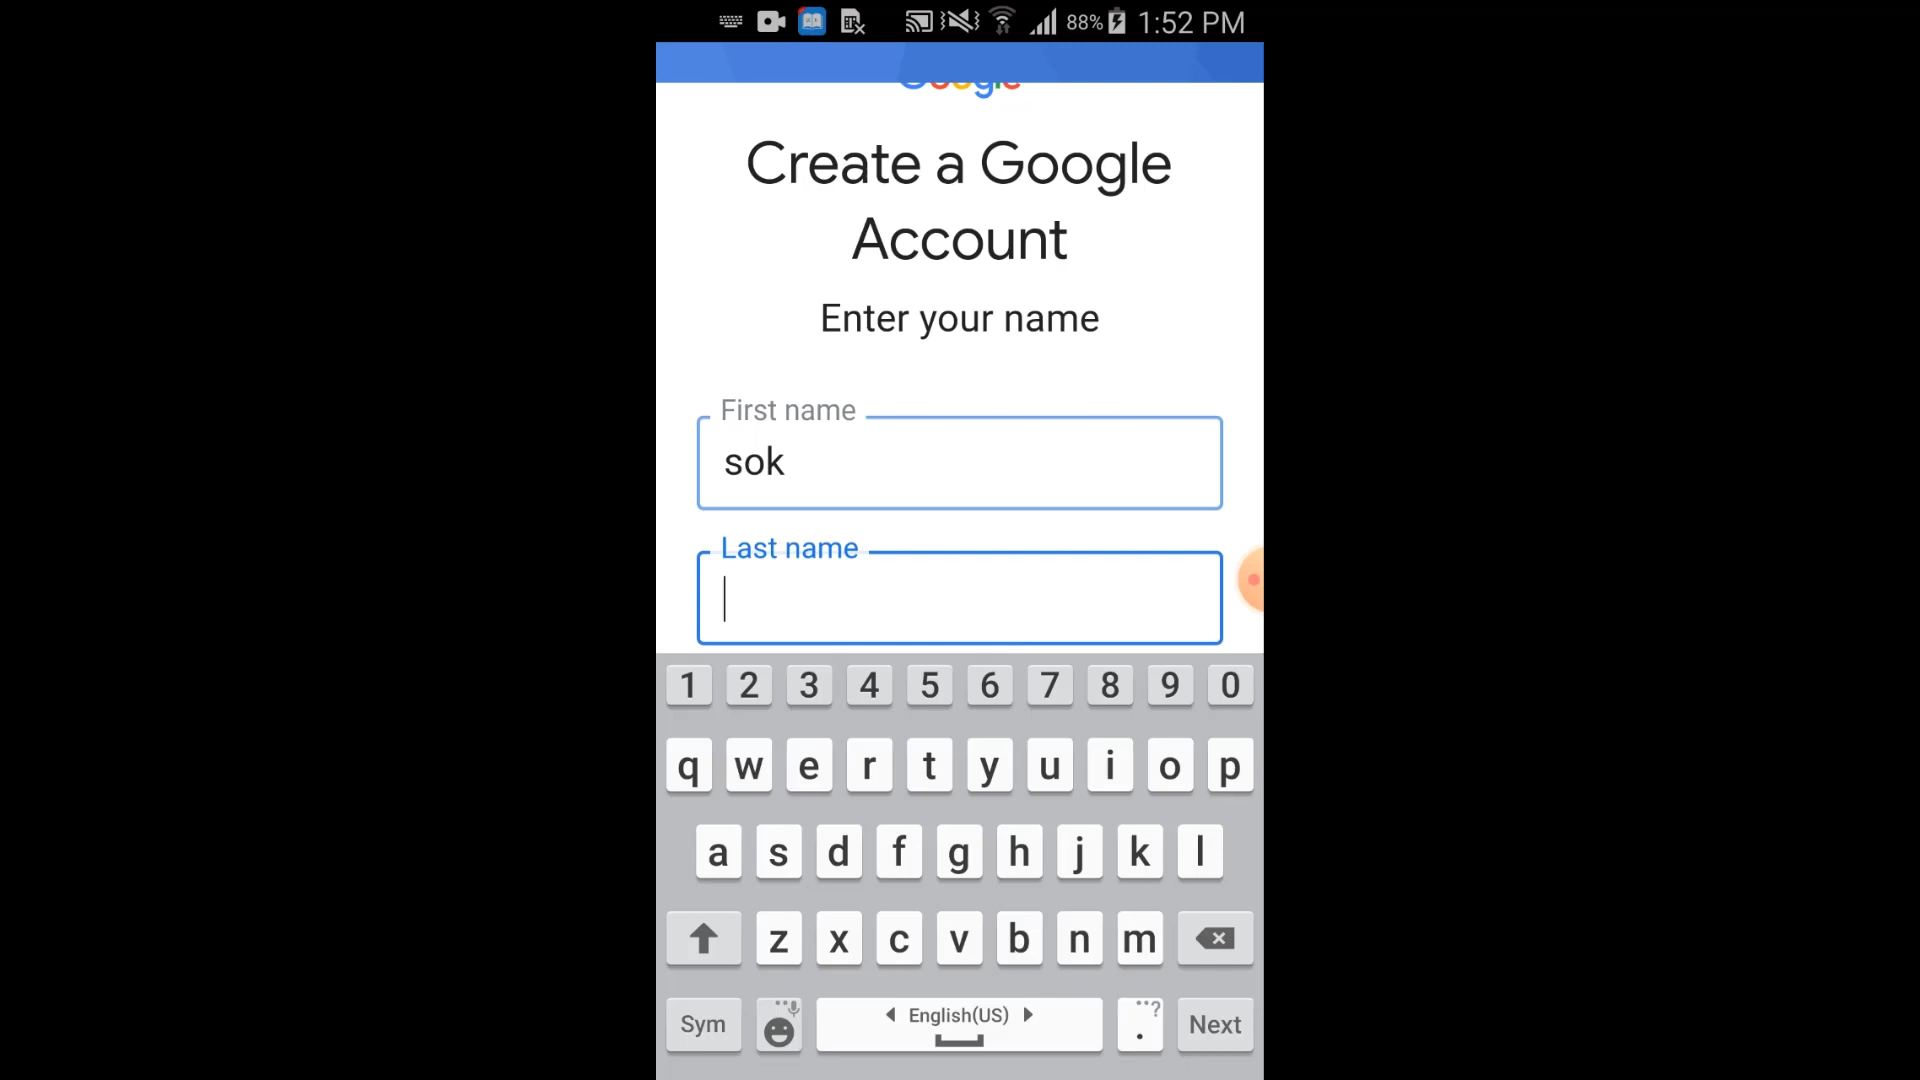 88% 1:52 PM
Google
Create a Google
Account
Enter your name
First name
sok
Last name
1 2 3 4 5 6 7 8 9 0
q w e r t y u i o p
a s d f g h j k l
z x c v b n m
Sym English(US) . ...? Next